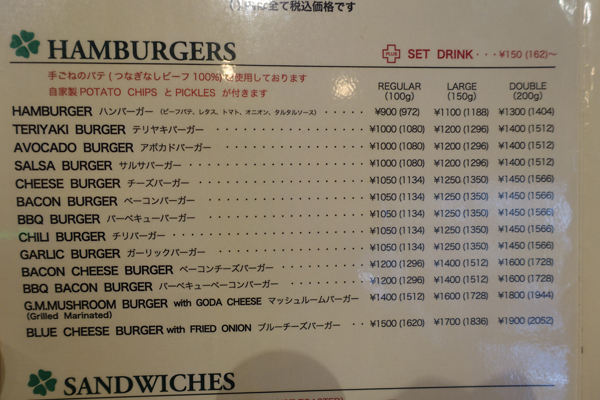 ( )内は全て税込価格です
HAMBURGERS
PLUS SET DRINK・・・¥150 (162)〜
手ごねのパテ (つなぎなしビーフ 100%) を使用しております
自家製 POTATO CHIPS と PICKLES が付きます
REGULAR (100g) LARGE (150g) DOUBLE (200g)
HAMBURGER ハンバーガー (ビーフパティ、レタス、トマト、オニオン、タルタルソース) ¥900 (972) ¥1100 (1188) ¥1300 (1404)
TERIYAKI BURGER テリヤキバーガー ¥1000 (1080) ¥1200 (1296) ¥1400 (1512)
AVOCADO BURGER アボカドバーガー ¥1000 (1080) ¥1200 (1296) ¥1400 (1512)
SALSA BURGER サルサバーガー ¥1000 (1080) ¥1200 (1296) ¥1400 (1512)
CHEESE BURGER チーズバーガー ¥1050 (1134) ¥1250 (1350) ¥1450 (1566)
BACON BURGER ベーコンバーガー ¥1050 (1134) ¥1250 (1350) ¥1450 (1566)
BBQ BURGER バーベキューバーガー ¥1050 (1134) ¥1250 (1350) ¥1450 (1566)
CHILI BURGER チリバーガー ¥1050 (1134) ¥1250 (1350) ¥1450 (1566)
GARLIC BURGER ガーリックバーガー ¥1050 (1134) ¥1250 (1350) ¥1450 (1566)
BACON CHEESE BURGER ベーコンチーズバーガー ¥1200 (1296) ¥1400 (1512) ¥1600 (1728)
BBQ BACON BURGER バーベキューベーコンバーガー ¥1200 (1296) ¥1400 (1512) ¥1600 (1728)
G.M.MUSHROOM BURGER with GODA CHEESE マッシュルームバーガー ¥1400 (1512) ¥1600 (1728) ¥1800 (1944)
(Grilled Marinated)
BLUE CHEESE BURGER with FRIED ONION ブルーチーズバーガー ¥1500 (1620) ¥1700 (1836) ¥1900 (2052)
SANDWICHES